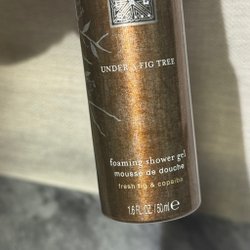 UNDER A FIG TREE
foaming shower gel
mousse de douche
fresh fig & copaiba
1.6 FL.OZ./50ml ℮